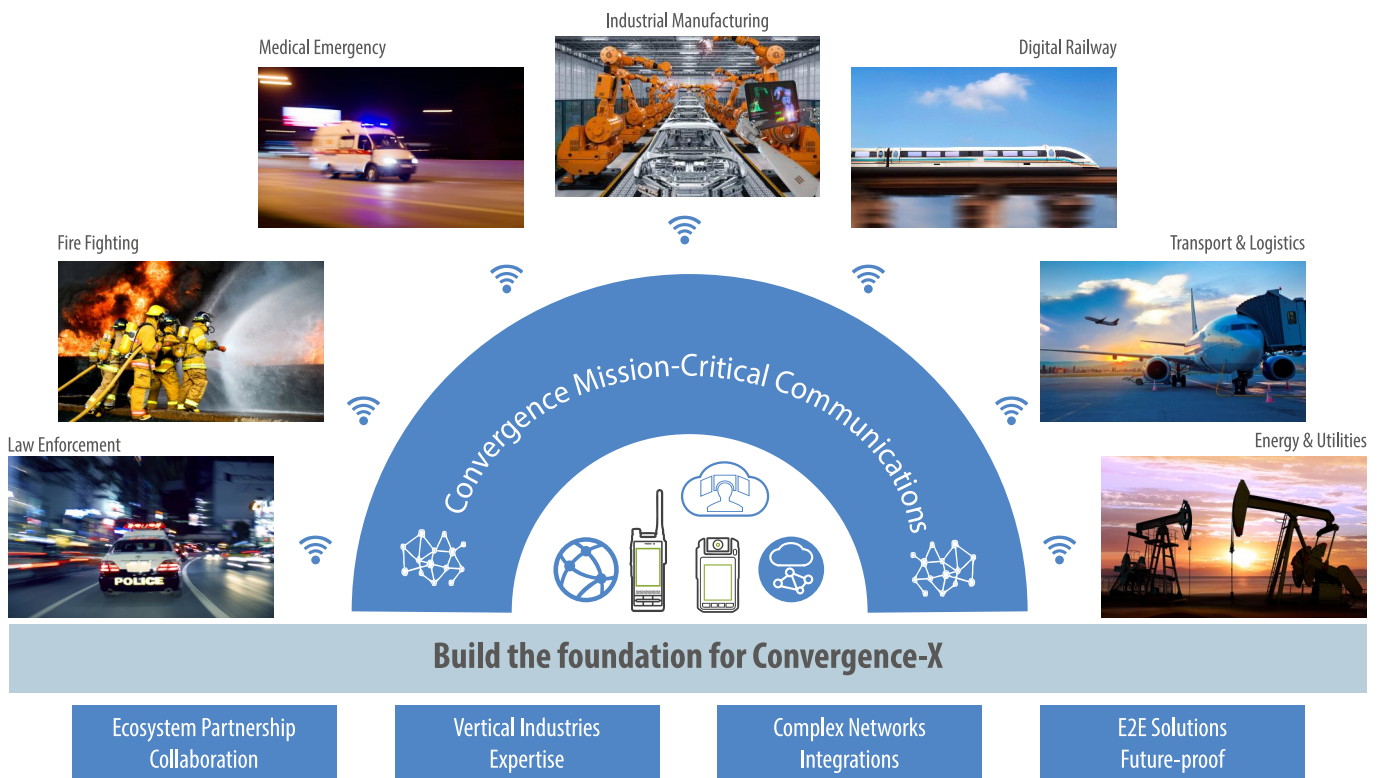 Industrial Manufacturing
Medical Emergency
Digital Railway
Fire Fighting
Transport & Logistics
Law Enforcement
Energy & Utilities
Convergence Mission-Critical Communications
POLICE
Build the foundation for Convergence-X
Ecosystem Partnership
Collaboration
Vertical Industries
Expertise
Complex Networks
Integrations
E2E Solutions
Future-proof